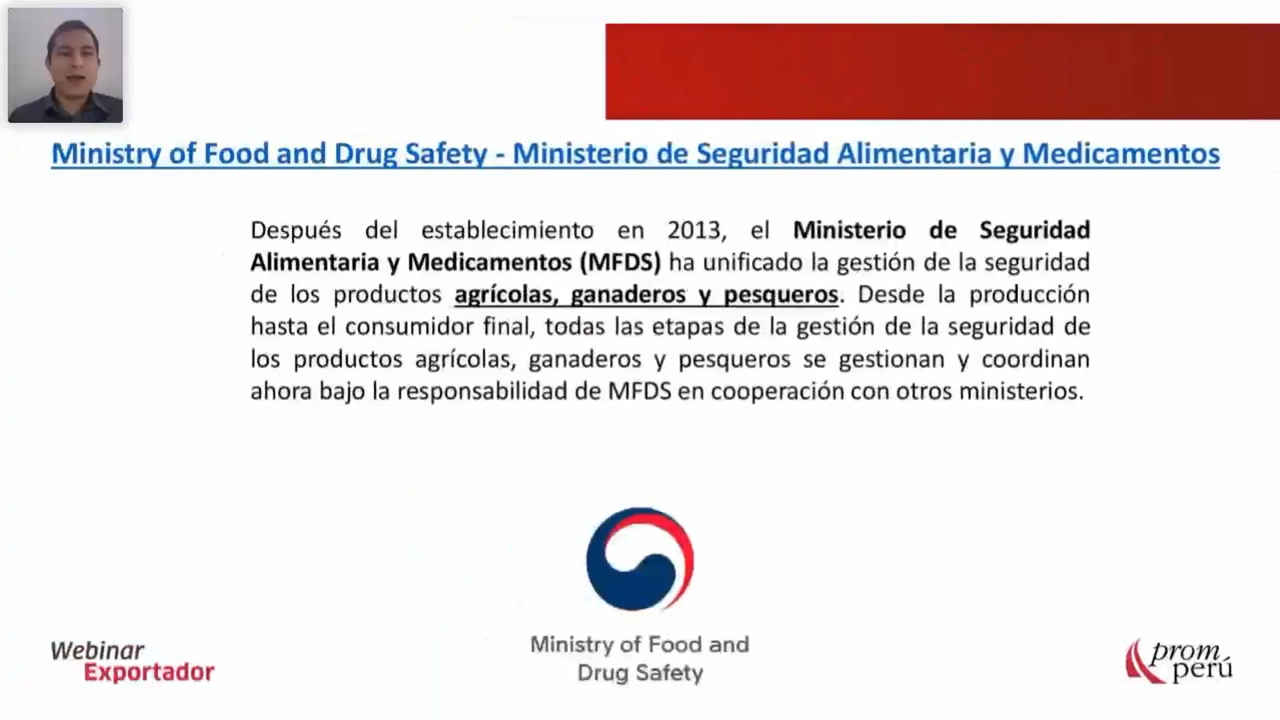 Ministry of Food and Drug Safety - Ministerio de Seguridad Alimentaria y Medicamentos
Después del establecimiento en 2013, el Ministerio de Seguridad
Alimentaria y Medicamentos (MFDS) ha unificado la gestión de la seguridad
de los productos agrícolas, ganaderos y pesqueros. Desde la producción
hasta el consumidor final, todas las etapas de la gestión de la seguridad de
los productos agrícolas, ganaderos y pesqueros se gestionan y coordinan
ahora bajo la responsabilidad de MFDS en cooperación con otros ministerios.
Ministry of Food and
Drug Safety
Webinar
Exportador
prom
perú